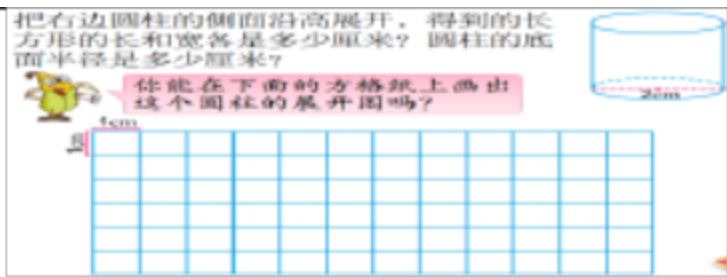 把右边圆柱的侧面沿高展开，得到的长
方形的长和宽各是多少厘米？圆柱的底
面半径是多少厘米？
你能在下面的方格纸上画出
这个圆柱的展开图吗？
2cm
1cm